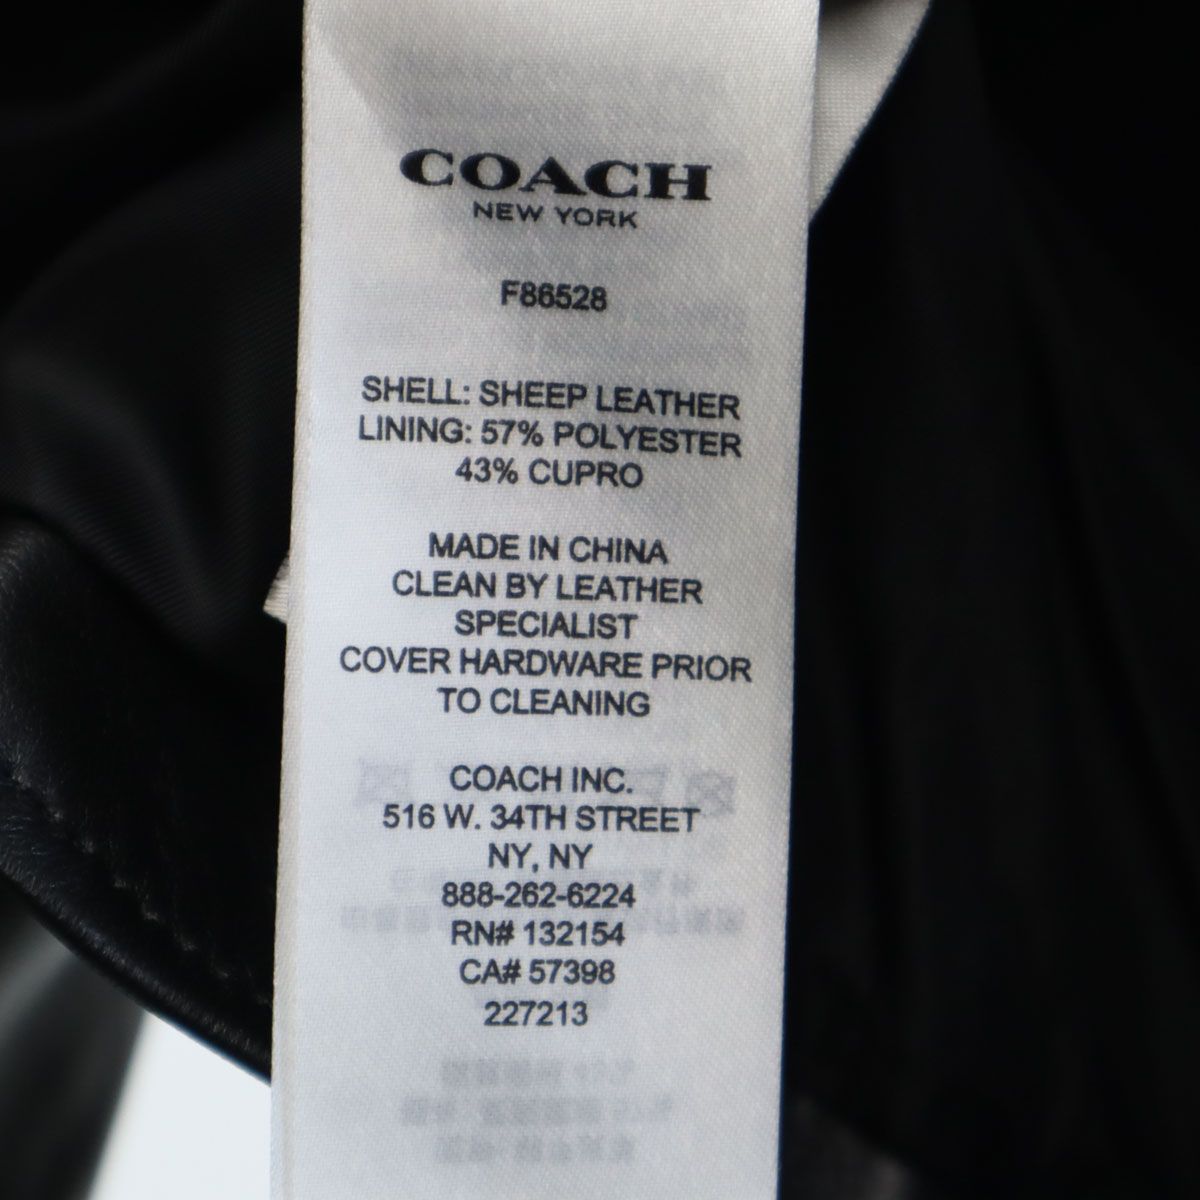 COACH
NEW YORK
F86528
SHELL: SHEEP LEATHER
LINING: 57% POLYESTER
43% CUPRO
MADE IN CHINA
CLEAN BY LEATHER
SPECIALIST
COVER HARDWARE PRIOR
TO CLEANING
COACH INC.
516 W. 34TH STREET
NY, NY
888-262-6224
RN# 132154
CA# 57398
227213